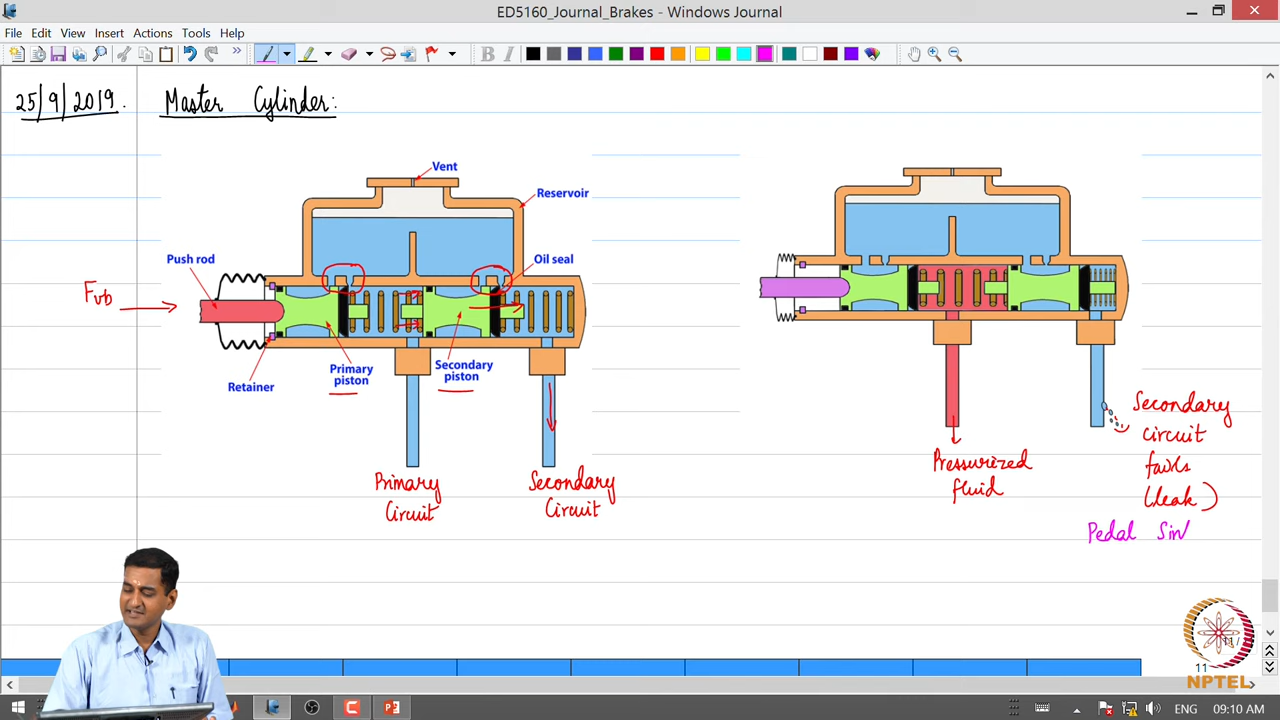 ED5160_Journal_Brakes - Windows Journal
File Edit View Insert Actions Tools Help
B I
25/9/2019. Master Cylinder:
Vent
Reservoir
Push rod
Oil seal
Fvb
Primary
piston
Secondary
piston
Retainer
Primary
Circuit
Secondary
Circuit
Pressurized
fluid
Secondary
circuit
fails
(leak)
Pedal Sin
11/
11
NPTEL
ENG 09:10 AM